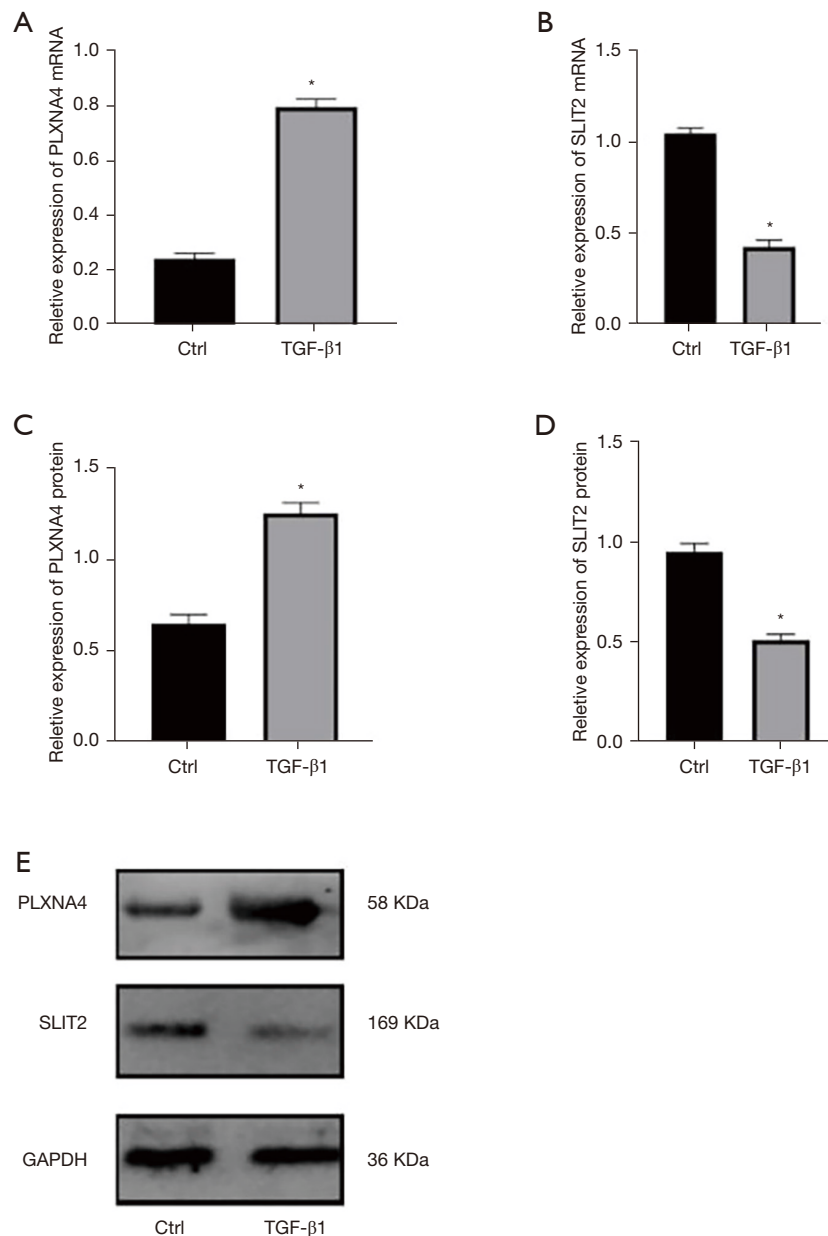 A
Reletive expression of PLXNA4 mRNA
1.0
0.8
0.6
0.4
0.2
0.0
*
Ctrl
TGF-β1
B
Reletive expression of SLIT2 mRNA
1.5
1.0
0.5
0.0
*
Ctrl
TGF-β1
C
Reletive expression of PLXNA4 protein
1.5
1.0
0.5
0.0
*
Ctrl
TGF-β1
D
Reletive expression of SLIT2 protein
1.5
1.0
0.5
0.0
*
Ctrl
TGF-β1
E
PLXNA4
58 KDa
SLIT2
169 KDa
GAPDH
36 KDa
Ctrl
TGF-β1